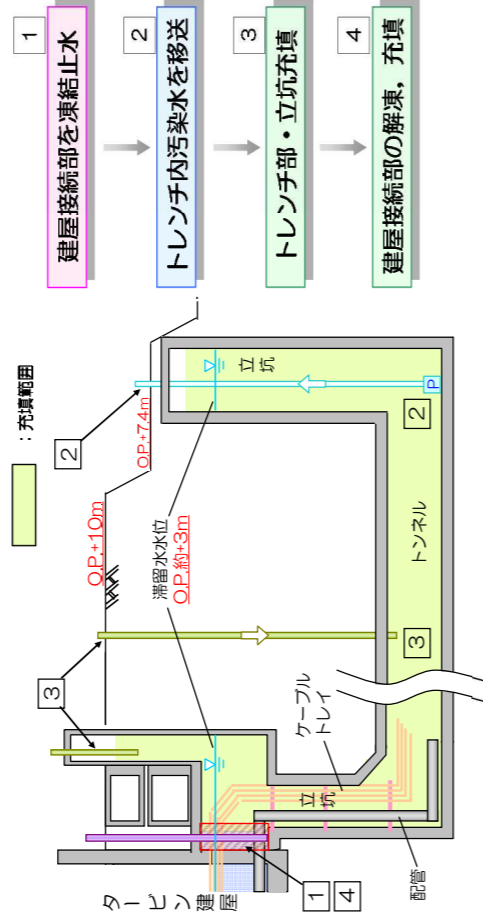 1
建屋接続部を凍結止水
2
トレンチ内汚染水を移送
3
トレンチ部・立坑充填
4
建屋接続部の解凍，充填
：充填範囲
2
O.P.+7.4m
O.P.+10m
滞留水水位
O.P.約+3m
立坑
P
2
トンネル
3
3
ケーブル
トレイ
立坑
配管
1
4
タービン建屋